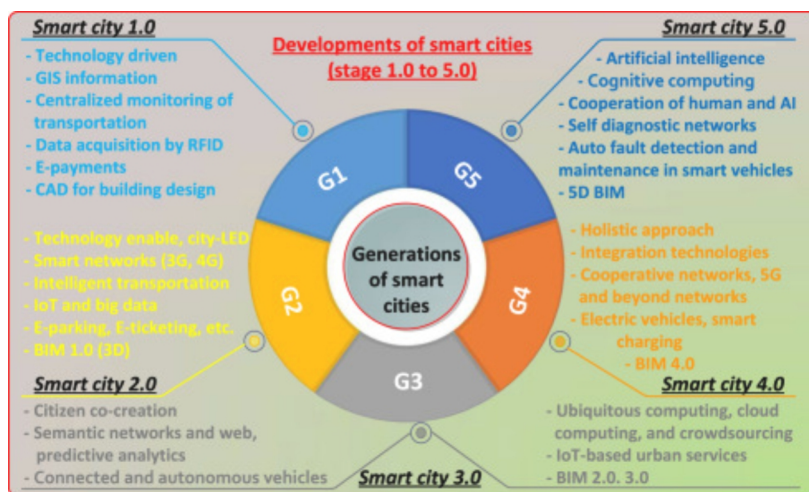 Developments of smart cities
(stage 1.0 to 5.0)
Smart city 1.0
- Technology driven
- GIS information
- Centralized monitoring of
transportation
- Data acquisition by RFID
- E-payments
- CAD for building design
Smart city 5.0
- Artificial intelligence
- Cognitive computing
- Cooperation of human and AI
- Self diagnostic networks
- Auto fault detection and
maintenance in smart vehicles
- 5D BIM
G1
G5
G2
G4
G3
Generations
of smart
cities
- Technology enable, city-LED
- Smart networks (3G, 4G)
- Intelligent transportation
- IoT and big data
- E-parking, E-ticketing, etc.
- BIM 1.0 (3D)
Smart city 2.0
- Holistic approach
- Integration technologies
- Cooperative networks, 5G
and beyond networks
- Electric vehicles, smart
charging
- BIM 4.0
Smart city 4.0
- Citizen co-creation
- Semantic networks and web,
predictive analytics
- Connected and autonomous vehicles
Smart city 3.0
- Ubiquitous computing, cloud
computing, and crowdsourcing
- IoT-based urban services
- BIM 2.0. 3.0